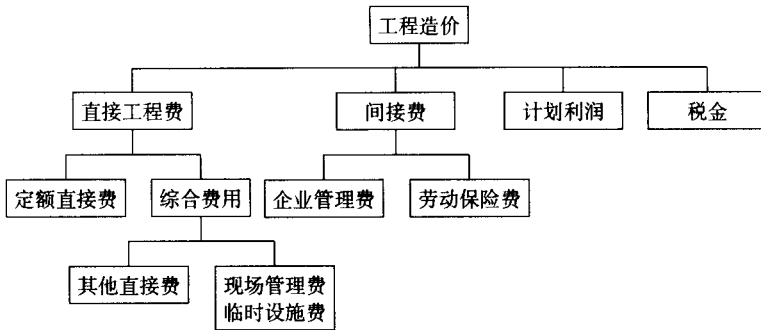 工程造价
直接工程费
间接费
计划利润
税金
定额直接费
综合费用
企业管理费
劳动保险费
其他直接费
现场管理费
临时设施费